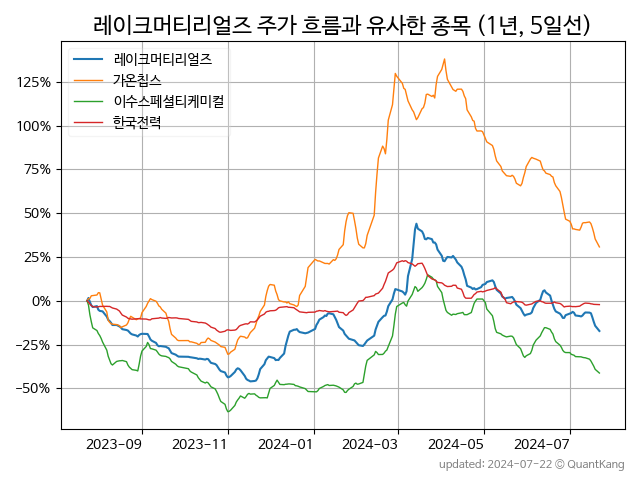 레이크머티리얼즈 주가 흐름과 유사한 종목 (1년, 5일선)
레이크머티리얼즈
가온칩스
이수스페셜티케미컬
한국전력
125%
100%
75%
50%
25%
0%
−25%
−50%
2023−09
2023−11
2024−01
2024−03
2024−05
2024−07
updated: 2024-07-22 © QuantKang